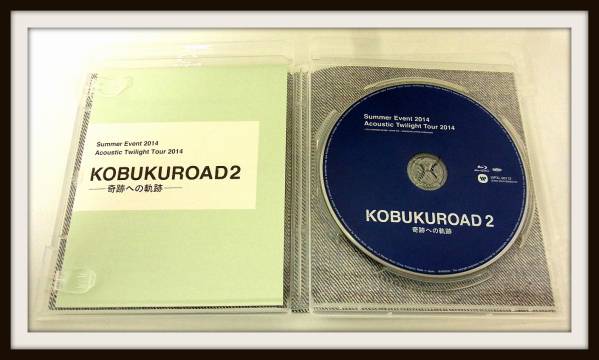 Summer Event 2014
Acoustic Twilight Tour 2014
KOBUKUROAD 2
奇跡への軌跡
Summer Event 2014
Acoustic Twilight Tour 2014
KOBUKUROAD 2
奇跡への軌跡